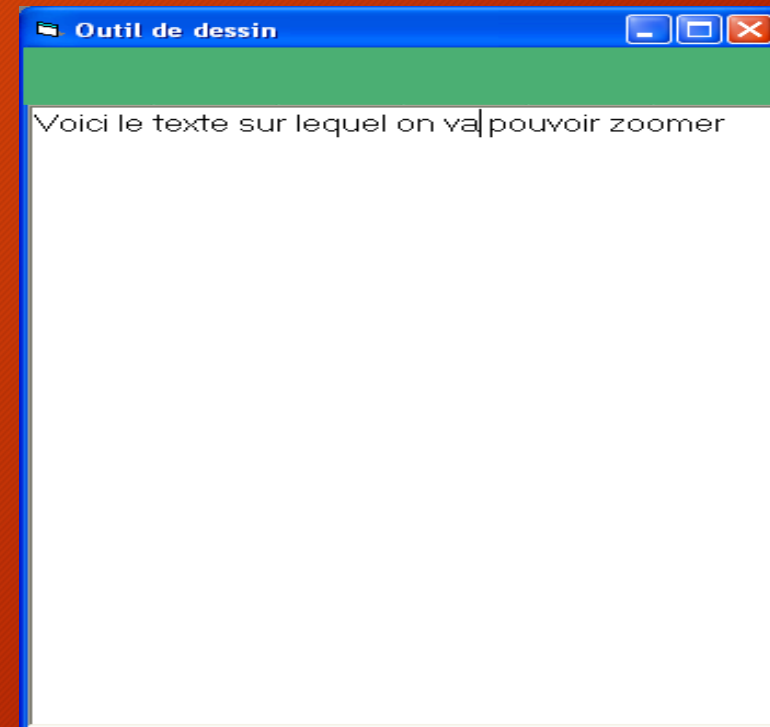 Outil de dessin
Voici le texte sur lequel on va pouvoir zoomer